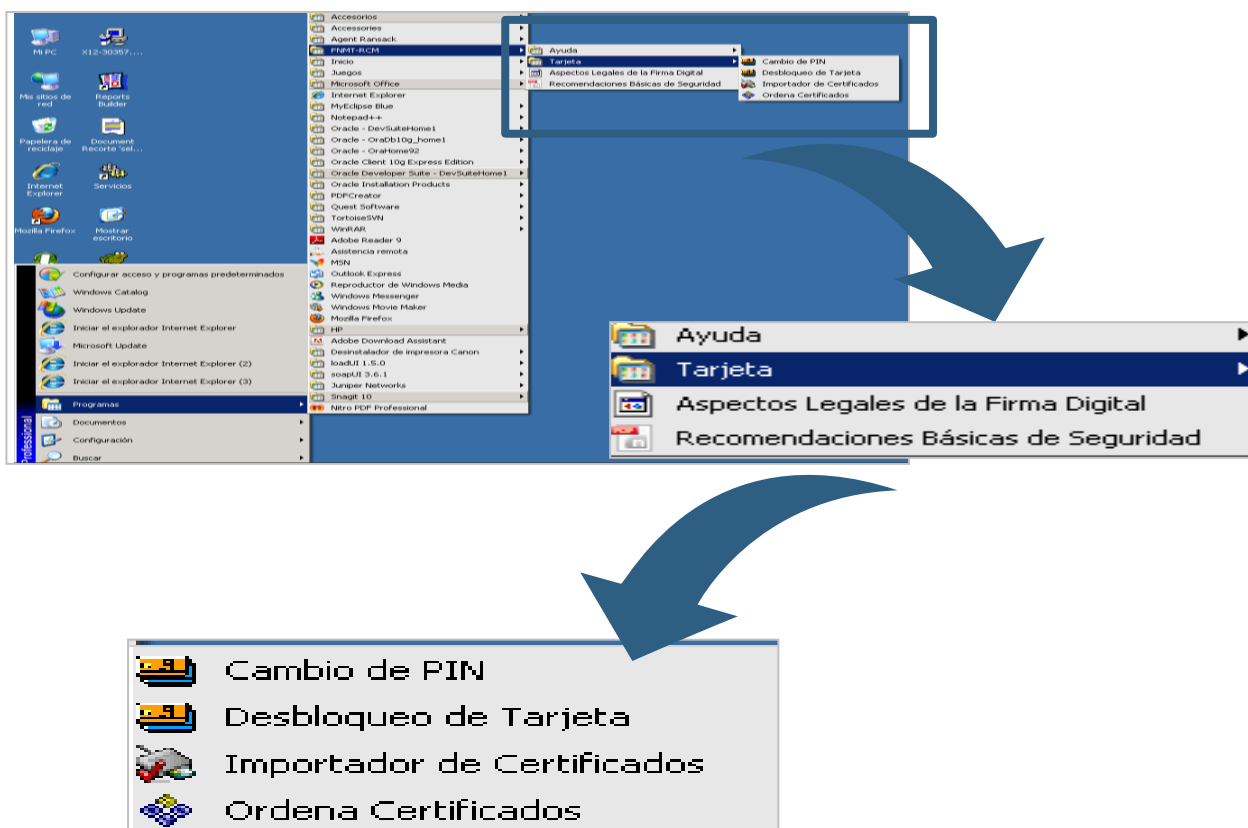 Mi PC
X12-30357....
Mis sitios de red
Reports Builder
Papelera de reciclaje
Document Recorte 'sel...
Internet Explorer
Servicios
Mozilla Firefox
Mostrar escritorio
Configurar acceso y programas predeterminados
Windows Catalog
Windows Update
Iniciar el explorador Internet Explorer
Microsoft Update
Iniciar el explorador Internet Explorer (2)
Iniciar el explorador Internet Explorer (3)
Programas
Documentos
Configuración
Buscar
Professional
Accesorios
Accessories
Agent Ransack
FNMT-RCM
Inicio
Juegos
Microsoft Office
Internet Explorer
MyEclipse Blue
Notepad++
Oracle - DevSuiteHome1
Oracle - OraDb10g_home1
Oracle - OraHome92
Oracle Client 10g Express Edition
Oracle Developer Suite - DevSuiteHome1
Oracle Installation Products
PDFCreator
Quest Software
TortoiseSVN
WinRAR
Adobe Reader 9
Asistencia remota
MSN
Outlook Express
Reproductor de Windows Media
Windows Messenger
Windows Movie Maker
Mozilla Firefox
HP
Adobe Download Assistant
Desinstalador de impresora Canon
loadUI 1.5.0
soapUI 3.6.1
Juniper Networks
Snagit 10
Nitro PDF Professional
Ayuda
Tarjeta
Aspectos Legales de la Firma Digital
Recomendaciones Básicas de Seguridad
Cambio de PIN
Desbloqueo de Tarjeta
Importador de Certificados
Ordena Certificados
Ayuda
Tarjeta
Aspectos Legales de la Firma Digital
Recomendaciones Básicas de Seguridad
Cambio de PIN
Desbloqueo de Tarjeta
Importador de Certificados
Ordena Certificados